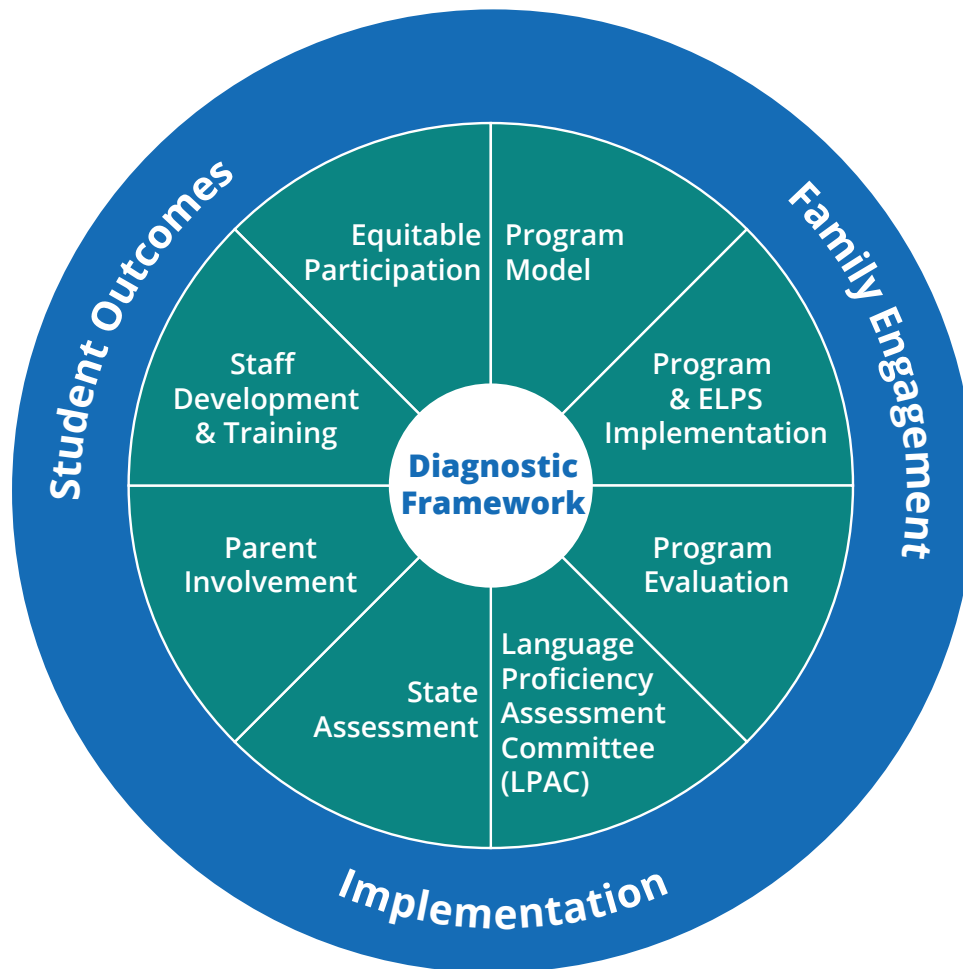 Student Outcomes
Family Engagement
Implementation
Equitable
Participation
Program
Model
Program
& ELPS
Implementation
Program
Evaluation
Language
Proficiency
Assessment
Committee
(LPAC)
State
Assessment
Parent
Involvement
Staff
Development
& Training
Diagnostic
Framework